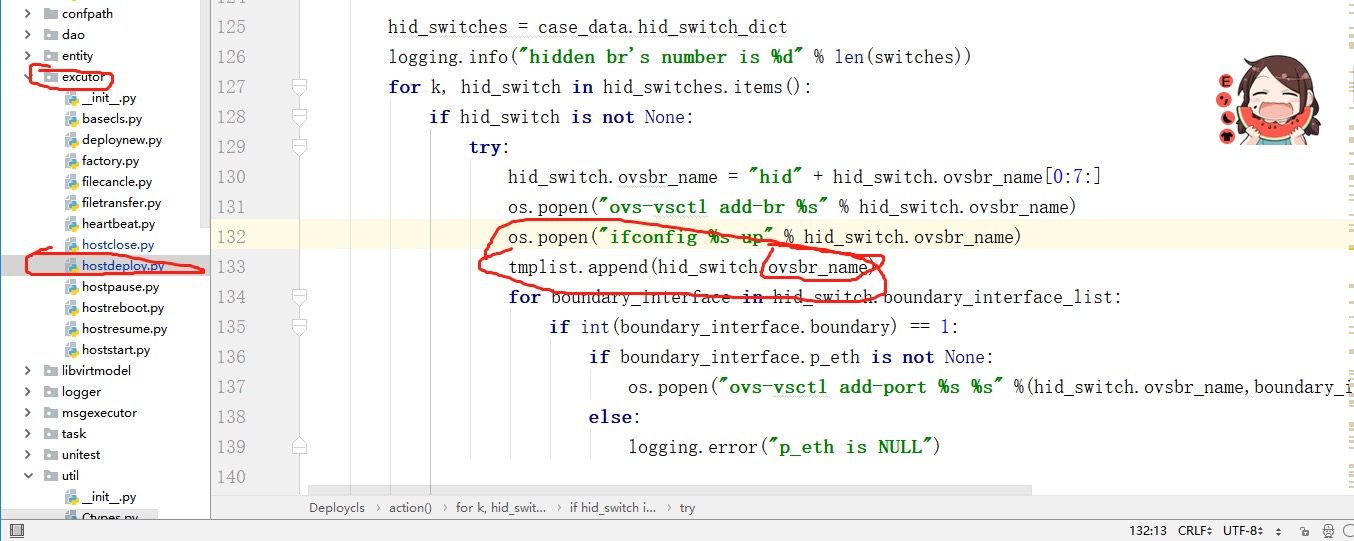 confpath
dao
entity
excutor
__init__.py
basecls.py
deploynew.py
factory.py
filecancle.py
filetransfer.py
heartbeat.py
hostclose.py
hostdeploy.py
hostpause.py
hostreboot.py
hostresume.py
hoststart.py
libvirtmodel
logger
msgexecutor
task
unitest
util
__init__.py
Ctypes.py
125 hid_switches = case_data.hid_switch_dict
126 logging.info("hidden br's number is %d" % len(switches))
127 for k, hid_switch in hid_switches.items():
128 if hid_switch is not None:
129 try:
130 hid_switch.ovsbr_name = "hid" + hid_switch.ovsbr_name[0:7:]
131 os.popen("ovs-vsctl add-br %s" % hid_switch.ovsbr_name)
132 os.popen("ifconfig %s up" % hid_switch.ovsbr_name)
133 tmplist.append(hid_switch.ovsbr_name)
134 for boundary_interface in hid_switch.boundary_interface_list:
135 if int(boundary_interface.boundary) == 1:
136 if boundary_interface.p_eth is not None:
137 os.popen("ovs-vsctl add-port %s %s" %(hid_switch.ovsbr_name,boundary_i
138 else:
139 logging.error("p_eth is NULL")
140
Deploycls › action() › for k, hid_swit... › if hid_switch i... › try
132:13 CRLF UTF-8
E